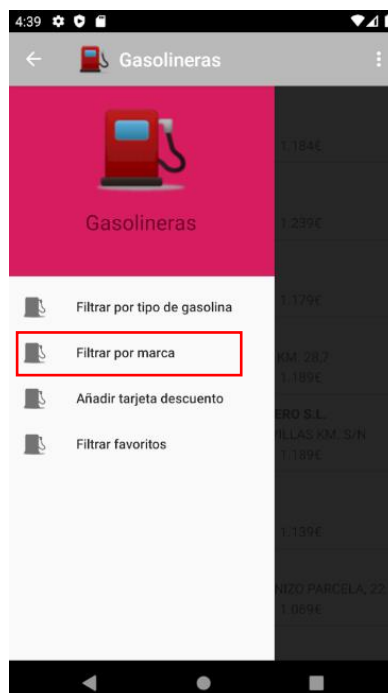 4:39
Gasolineras
1.184€
Gasolineras
1.239€
Filtrar por tipo de gasolina
1.179€
Filtrar por marca
KM. 28,7
1.189€
Añadir tarjeta descuento
ERO S.L.
ILLAS KM. S/N
Filtrar favoritos
1.189€
1.139€
NIZO PARCELA, 22
1.069€